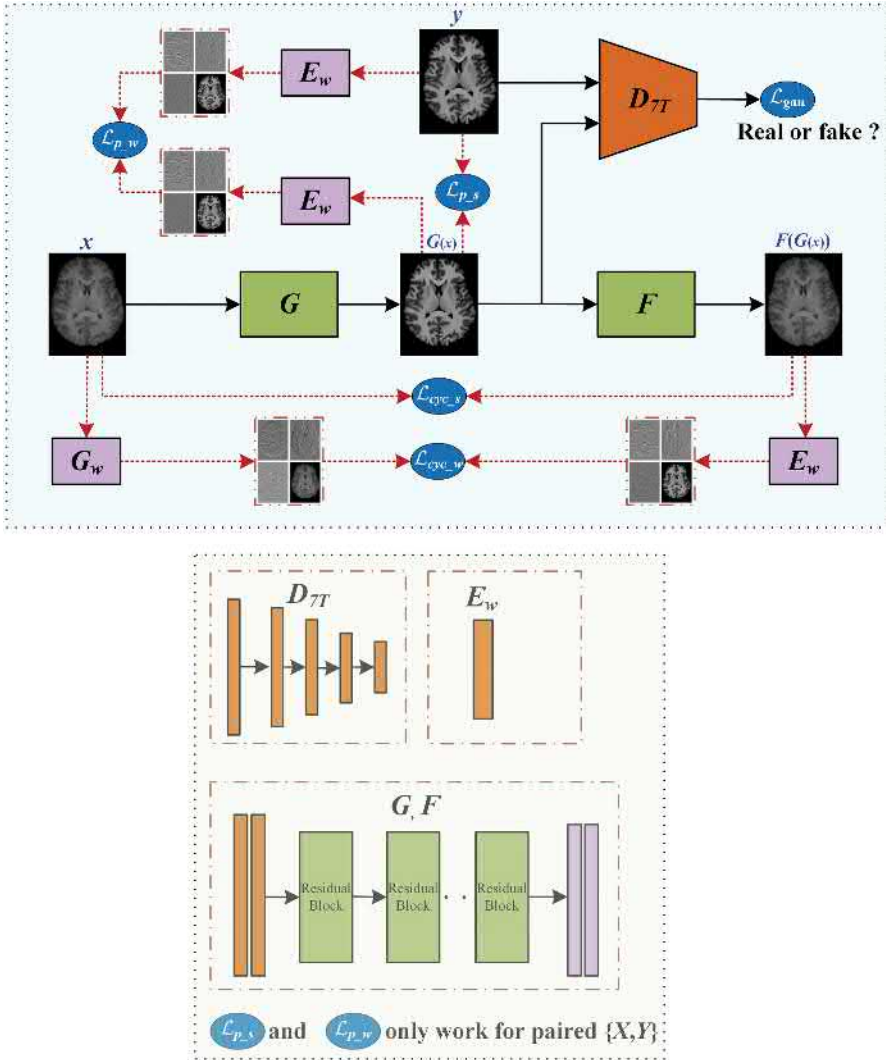 y
E_w
D_7T
ℒ_gan
Real or fake ?
ℒ_p_w
E_w
ℒ_p_s
x
G(x)
F(G(x))
G
F
ℒ_cyc_s
G_w
ℒ_cyc_w
E_w
D_7T
E_w
G, F
Residual
Block
Residual
Block
. .
Residual
Block
ℒ_p_s and ℒ_p_w only work for paired {X,Y}